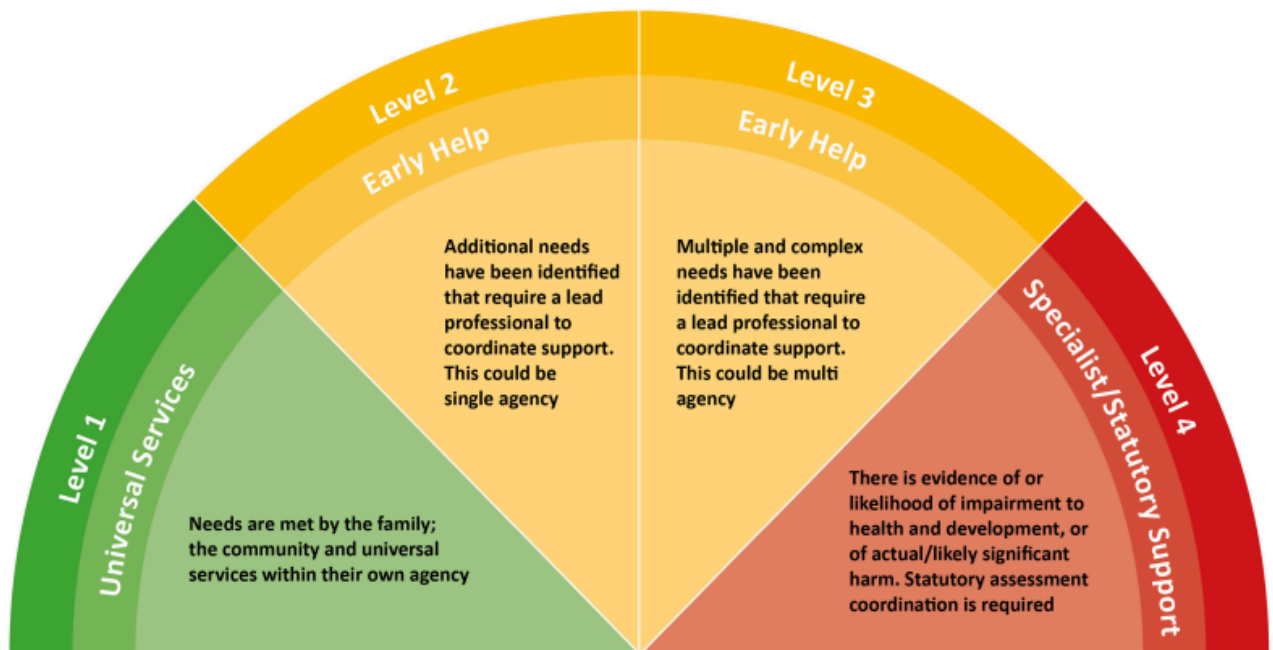 Level 1
Universal Services
Needs are met by the family;
the community and universal
services within their own agency
Level 2
Early Help
Additional needs
have been identified
that require a lead
professional to
coordinate support.
This could be
single agency
Level 3
Early Help
Multiple and complex
needs have been
identified that require
a lead professional to
coordinate support.
This could be multi
agency
Level 4
Specialist/Statutory Support
There is evidence of or
likelihood of impairment to
health and development, or
of actual/likely significant
harm. Statutory assessment
coordination is required